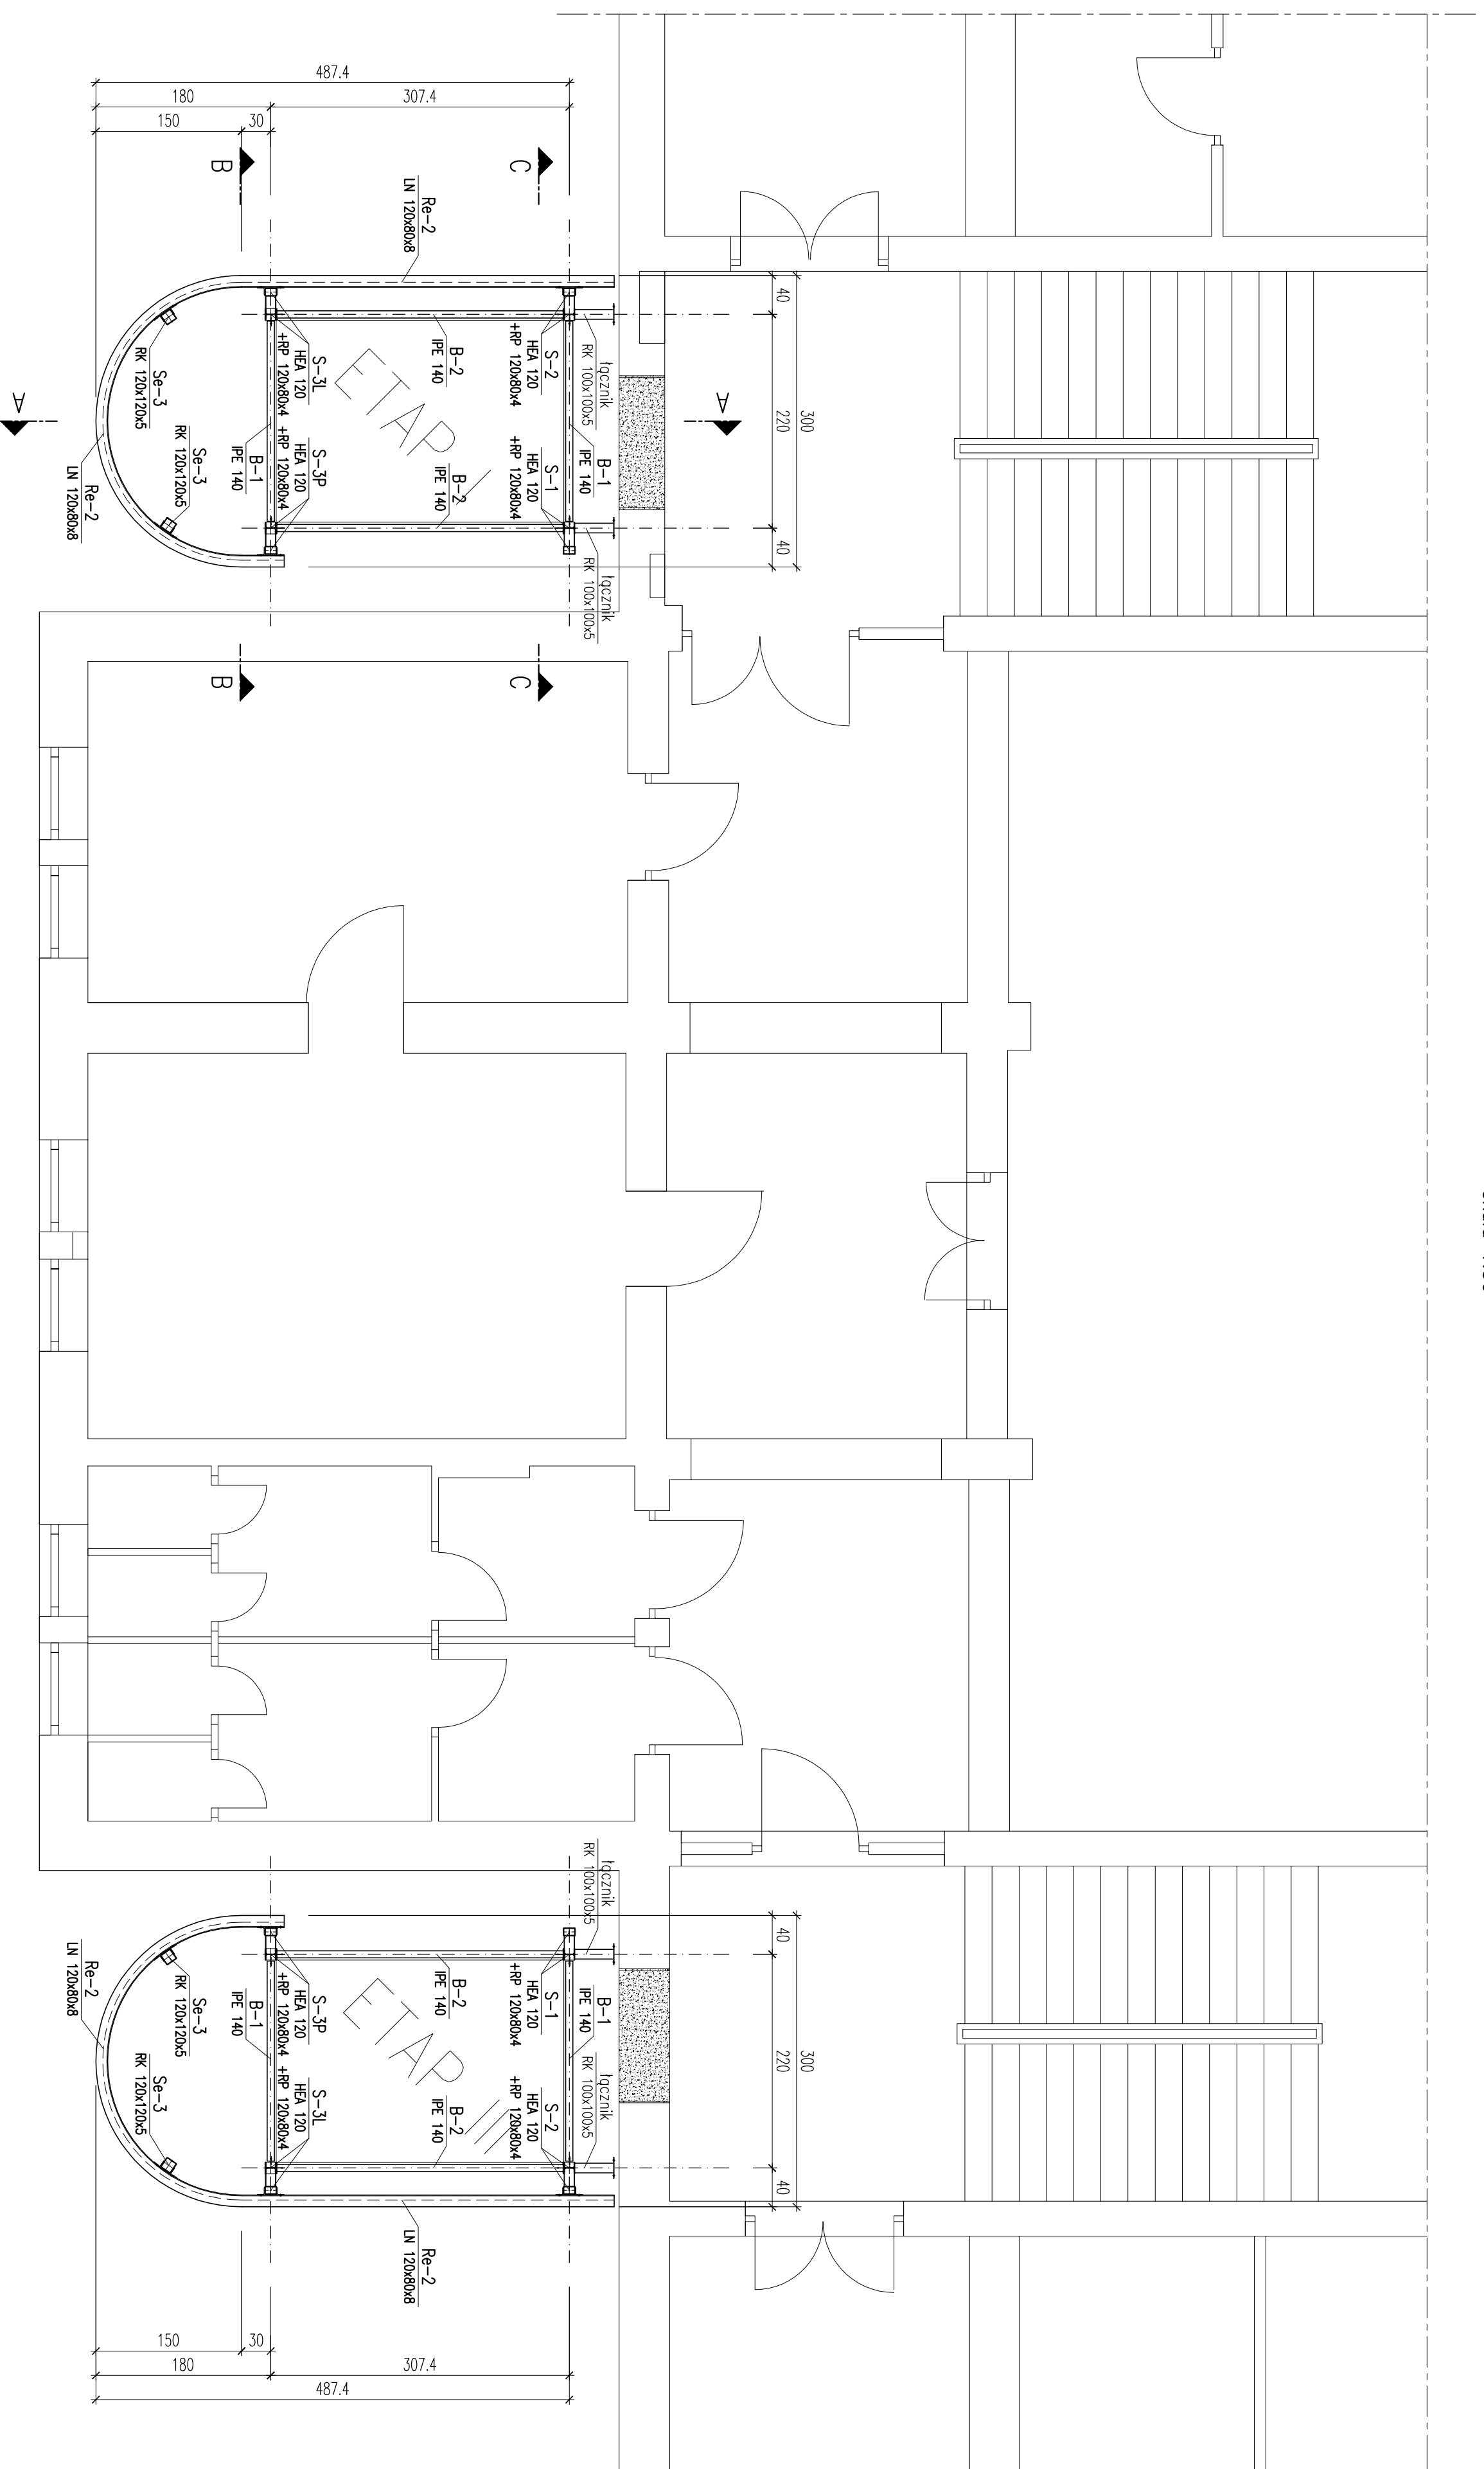 487.4
180
307.4
150
30
B
C
Re-2
LN 120x80x8
40
220
300
40
łącznik
RK 100x100x5
S-2
HEA 120
+RP 120x80x4
B-2
IPE 140
S-3L
HEA 120
+RP 120x80x4
Se-3
RK 120x120x5
ETAP
A
A
B-1
IPE 140
S-1
HEA 120
+RP 120x80x4
B-2
IPE 140
S-3P
HEA 120
+RP 120x80x4
B-1
IPE 140
Se-3
RK 120x120x5
Re-2
LN 120x80x8
łącznik
RK 100x100x5
B
C
łącznik
RK 100x100x5
40
220
300
40
B-1
IPE 140
S-1
HEA 120
+RP 120x80x4
B-2
IPE 140
S-3P
HEA 120
+RP 120x80x4
B-1
IPE 140
Se-3
RK 120x120x5
Re-2
LN 120x80x8
ETAP
łącznik
RK 100x100x5
S-2
HEA 120
+RP 120x80x4
B-2
IPE 140
S-3L
HEA 120
+RP 120x80x4
Se-3
RK 120x120x5
Re-2
LN 120x80x8
150
30
180
307.4
487.4